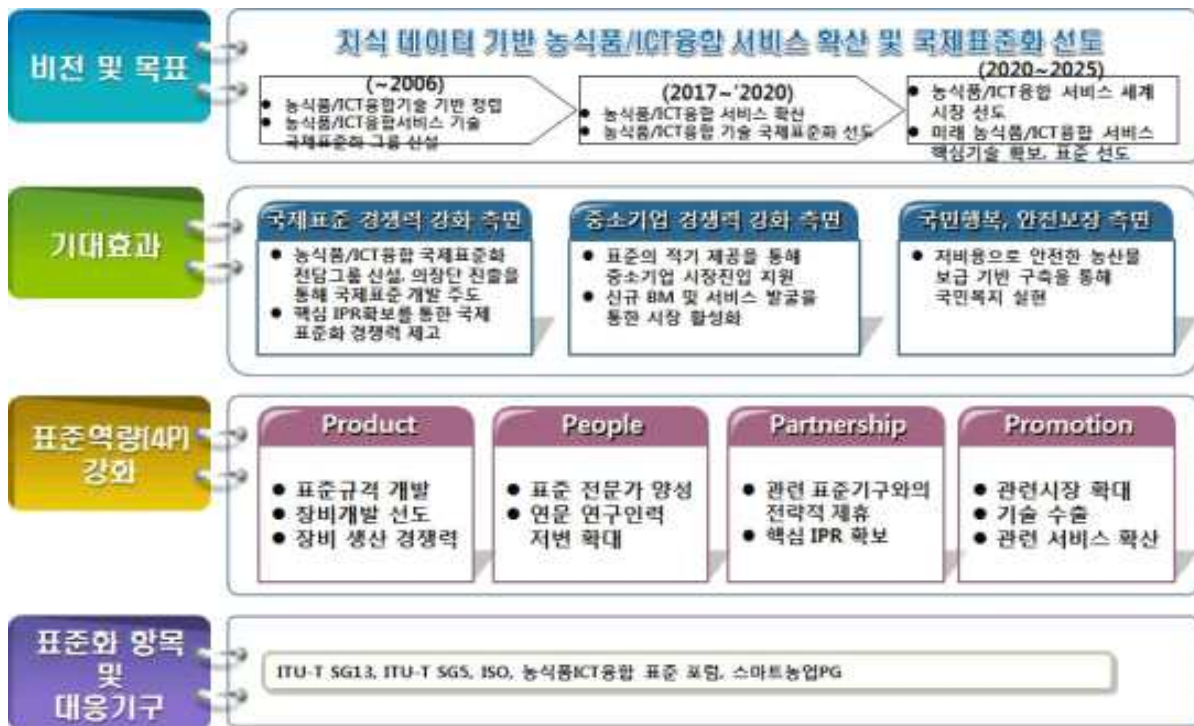 비전 및 목표
지식 데이터 기반 농식품/ICT융합 서비스 확산 및 국제표준화 선도
(~2006)
● 농식품/ICT융합기술 기반 정립
● 농식품/ICT융합서비스 기술
국제표준화 그룹 신설
(2017~'2020)
● 농식품/ICT융합 서비스 확산
● 농식품/ICT융합 기술 국제표준화 선도
(2020~2025)
● 농식품/ICT융합 서비스 세계
시장 선도
● 미래 농식품/ICT융합 서비스
핵심기술 확보, 표준 선도
기대효과
국제표준 경쟁력 강화 측면
● 농식품/ICT융합 국제표준화
전담그룹 신설, 의장단 진출을
통해 국제표준 개발 주도
● 핵심 IPR확보를 통한 국제
표준화 경쟁력 제고
중소기업 경쟁력 강화 측면
● 표준의 적기 제공을 통해
중소기업 시장진입 지원
● 신규 BM 및 서비스 발굴을
통한 시장 활성화
국민행복, 안전보장 측면
● 저비용으로 안전한 농산물
보급 기반 구축을 통해
국민복지 실현
표준역량(4P)
강화
Product
● 표준규격 개발
● 장비개발 선도
● 장비 생산 경쟁력
People
● 표준 전문가 양성
● 연문 연구인력
저변 확대
Partnership
● 관련 표준기구와의
전략적 제휴
● 핵심 IPR 확보
Promotion
● 관련시장 확대
● 기술 수출
● 관련 서비스 확산
표준화 항목
및
대응기구
ITU-T SG13, ITU-T SG5, ISO, 농식품ICT융합 표준 포럼, 스마트농업PG